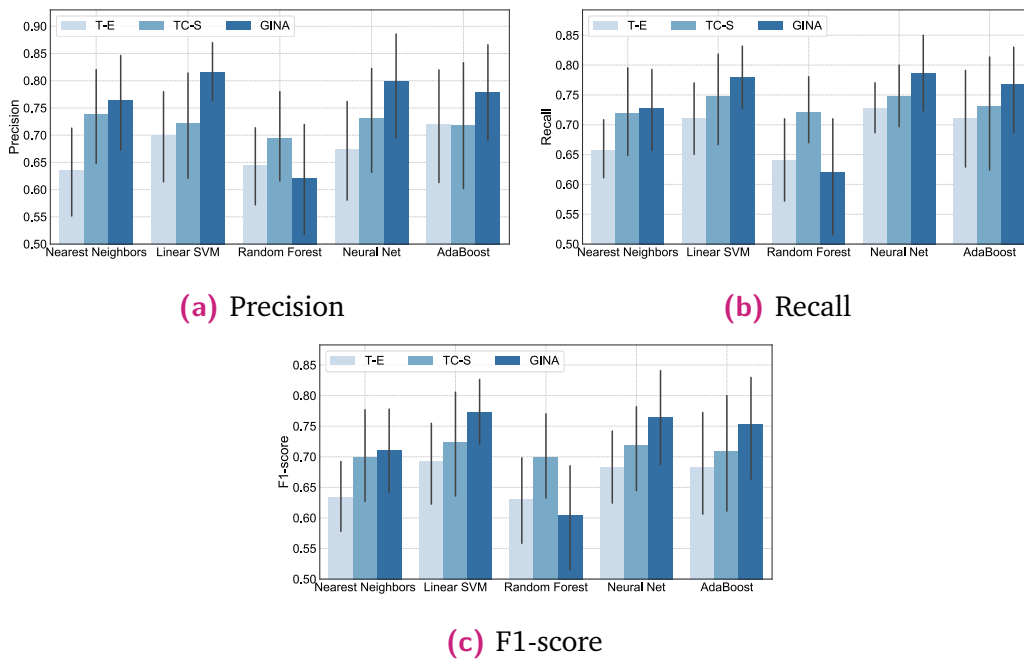 T-E TC-S GINA
Precision
0.90
0.85
0.80
0.75
0.70
0.65
0.60
0.55
0.50
Nearest Neighbors Linear SVM Random Forest Neural Net AdaBoost
(a) Precision
T-E TC-S GINA
Recall
0.85
0.80
0.75
0.70
0.65
0.60
0.55
0.50
Nearest Neighbors Linear SVM Random Forest Neural Net AdaBoost
(b) Recall
T-E TC-S GINA
F1-score
0.85
0.80
0.75
0.70
0.65
0.60
0.55
0.50
Nearest Neighbors Linear SVM Random Forest Neural Net AdaBoost
(c) F1-score